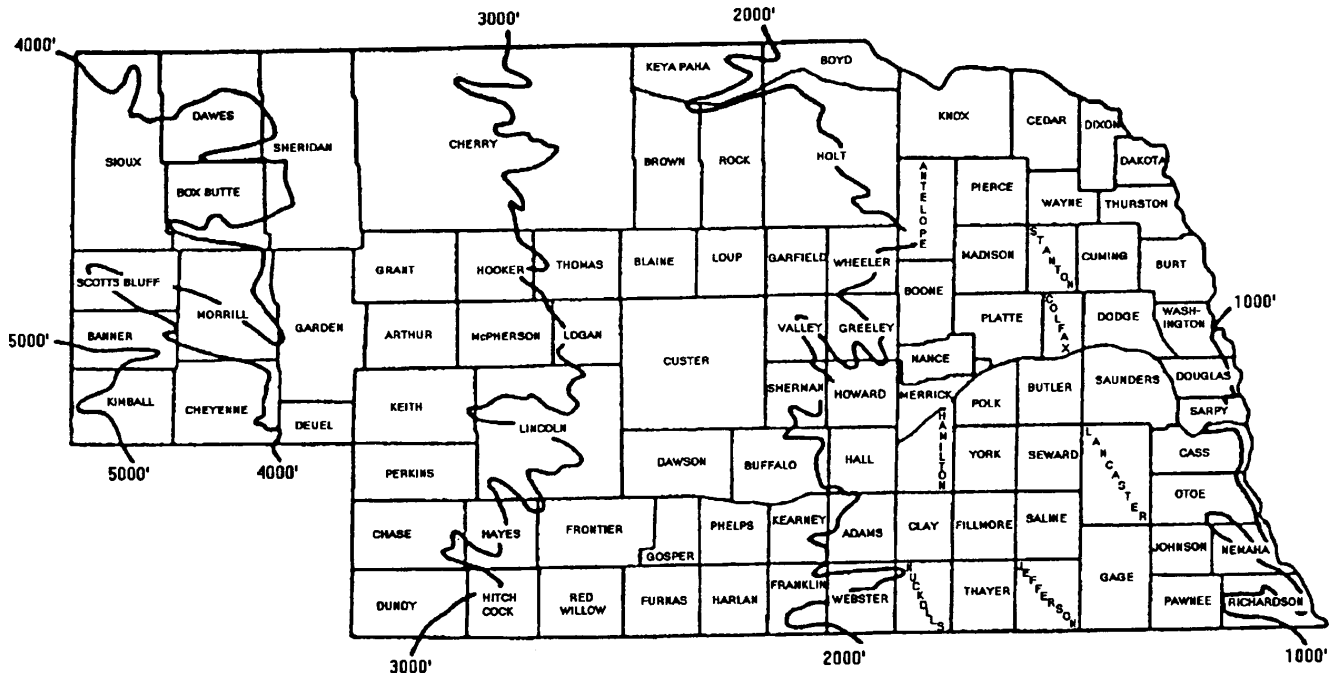 3000'
2000'
4000'
KEYA PAHA
BOYD
DAWES
KNOX
CEDAR
DIXON
SIOUX
SHERIDAN
CHERRY
BROWN
ROCK
HOLT
DAKOTA
BOX BUTTE
ANTELOPE
PIERCE
WAYNE
THURSTON
GRANT
HOOKER
THOMAS
BLAINE
LOUP
GARFIELD
WHEELER
MADISON
STANTON
CUMING
BURT
SCOTTS BLUFF
MORRILL
GARDEN
BOONE
1000'
BANNER
ARTHUR
McPHERSON
LOGAN
CUSTER
VALLEY
GREELEY
PLATTE
COLFAX
DODGE
WASH-
INGTON
5000'
NANCE
KIMBALL
CHEYENNE
DEUEL
KEITH
LINCOLN
SHERMAN
HOWARD
MERRICK
POLK
BUTLER
SAUNDERS
DOUGLAS
SARPY
5000'
4000'
PERKINS
DAWSON
BUFFALO
HALL
HAMILTON
YORK
SEWARD
LANCASTER
CASS
OTOE
CHASE
HAYES
FRONTIER
GOSPER
PHELPS
KEARNEY
ADAMS
CLAY
FILLMORE
SALINE
JOHNSON
NEMAHA
DUNDY
HITCH
COCK
RED
WILLOW
FURNAS
HARLAN
FRANKLIN
WEBSTER
NUCKOLLS
THAYER
JEFFERSON
GAGE
PAWNEE
RICHARDSON
3000'
2000'
1000'